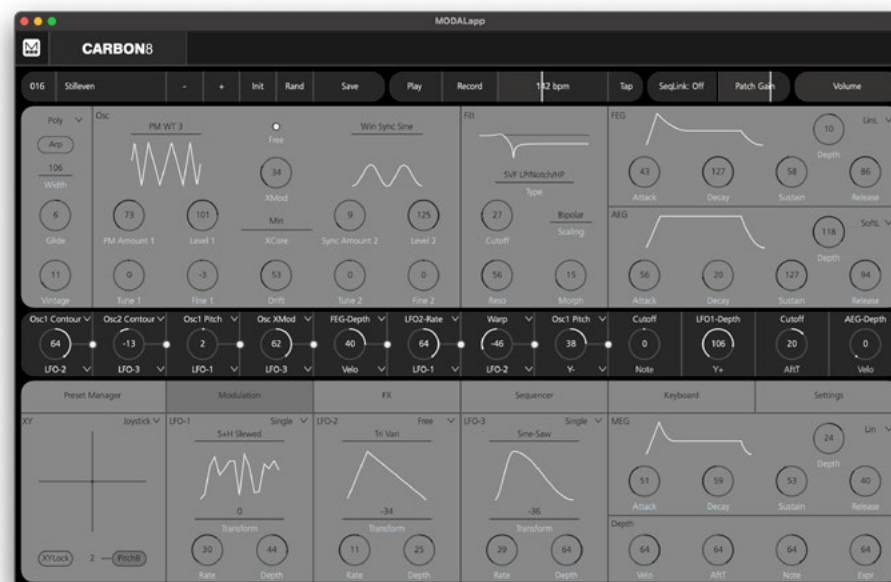 MODALapp
CARBON8
016 Stilleven - + Init Rand Save Play Record 142 bpm Tap SeqLink: Off Patch Gain Volume
Poly Osc Filt FEG LinL
PM WT 3 Win Sync Sine 10
Arp Free Depth
106 34 SVF LP/Notch/HP 43 127 58 86
Width XMod Type Attack Decay Sustain Release
6 73 101 Min 9 125 27 Bipolar AEG SoftL
Glide PM Amount 1 Level 1 XCore Sync Amount 2 Level 2 Cutoff Scaling 118
Depth
11 0 -3 53 0 0 56 15 56 20 127 94
Vintage Tune 1 Fine 1 Drift Tune 2 Fine 2 Reso Morph Attack Decay Sustain Release
Osc1 Contour Osc2 Contour Osc1 Pitch Osc XMod FEG-Depth LFO2-Rate Warp Osc1 Pitch Cutoff LFO1-Depth Cutoff AEG-Depth
64 -13 2 62 40 64 -46 38 0 106 20 0
LFO-2 LFO-3 LFO-1 LFO-3 Velo LFO-1 LFO-2 Y- Note Y+ AftT Velo
Preset Manager Modulation FX Sequencer Keyboard Settings
XY Joystick LFO-1 Single LFO-2 Free LFO-3 Single MEG Lin
S+H Slewed Tri Vari Sine-Saw 24
Depth
51 59 53 40
Attack Decay Sustain Release
0 -34 -36
Transform Transform Transform Depth
XYLock 2 PitchB 30 44 11 25 39 64 64 64 64 64
Rate Depth Rate Depth Rate Depth Velo AftT Note Expr